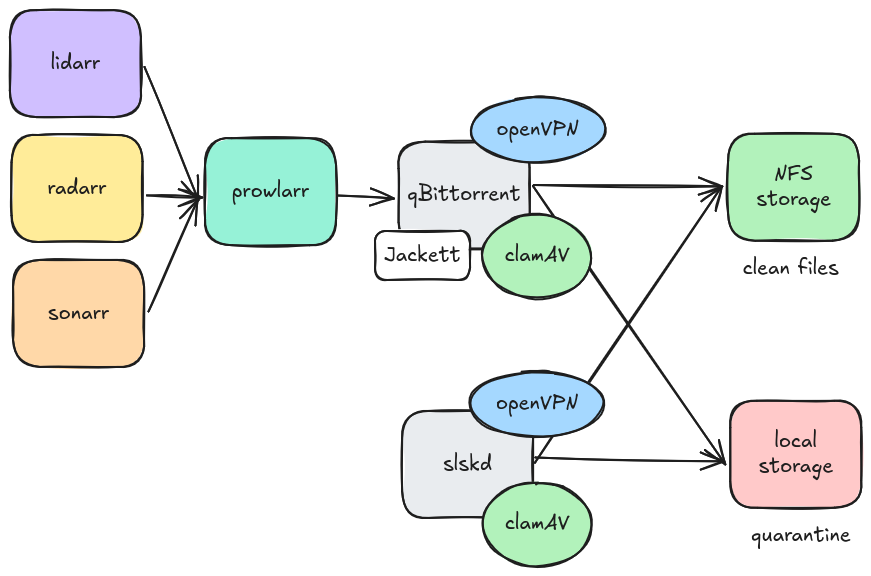 lidarr
radarr
sonarr
prowlarr
openVPN
qBittorrent
Jackett
clamAV
openVPN
slskd
clamAV
NFS
storage
clean files
local
storage
quarantine